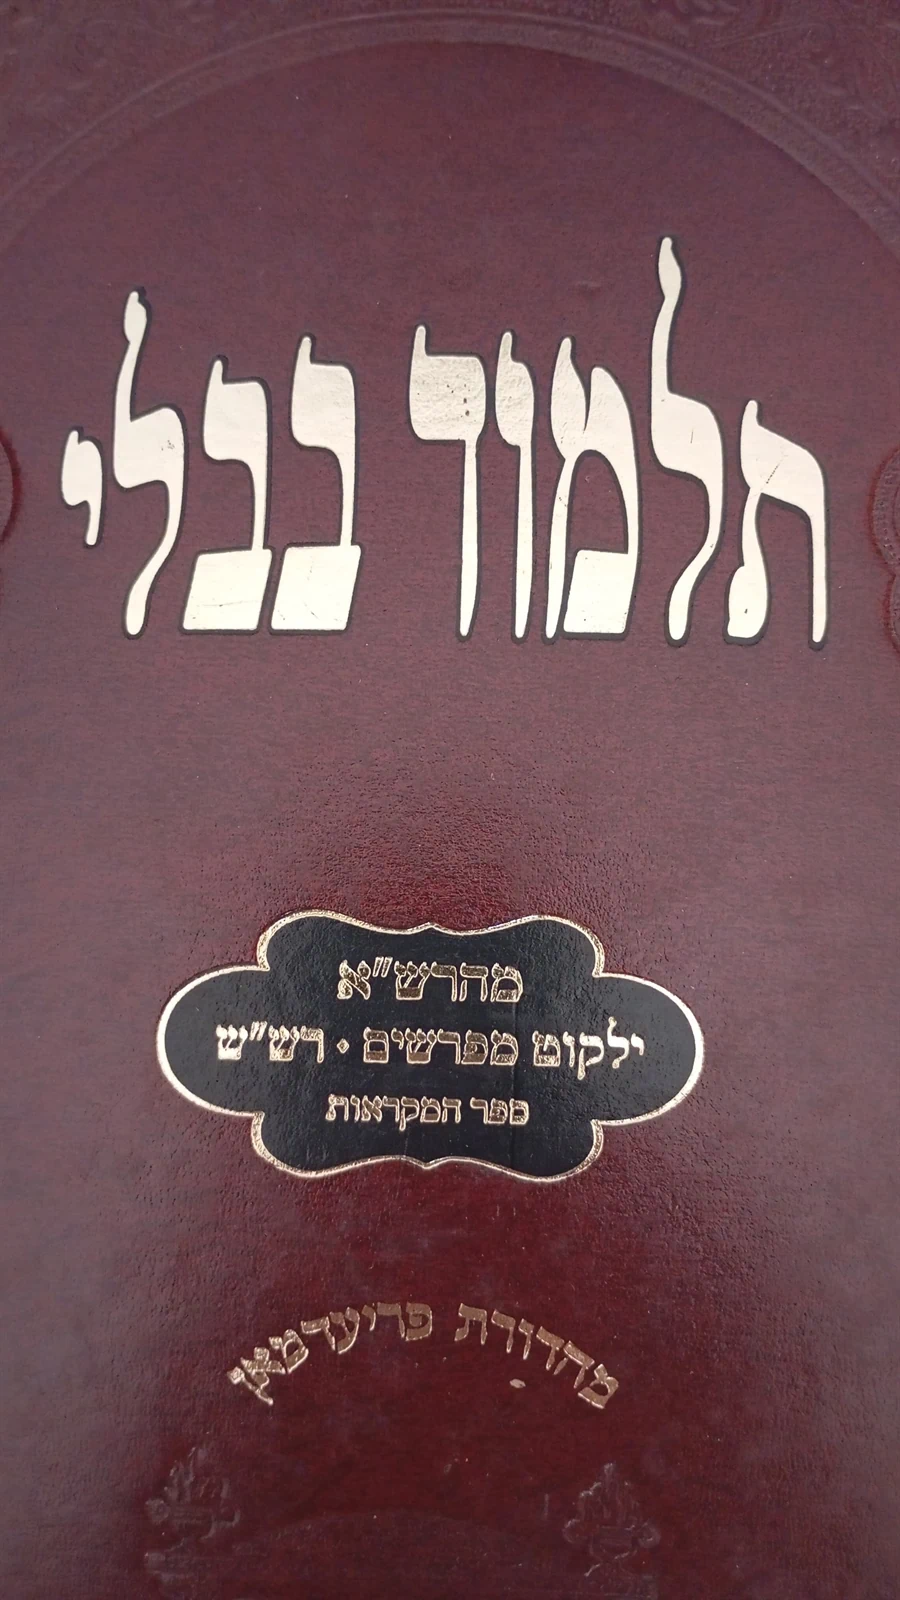 תלמוד בבלי
מהרש"א
ילקוט מפרשים • רש"ש
ספר המקראות
מהדורת פריעדמאן